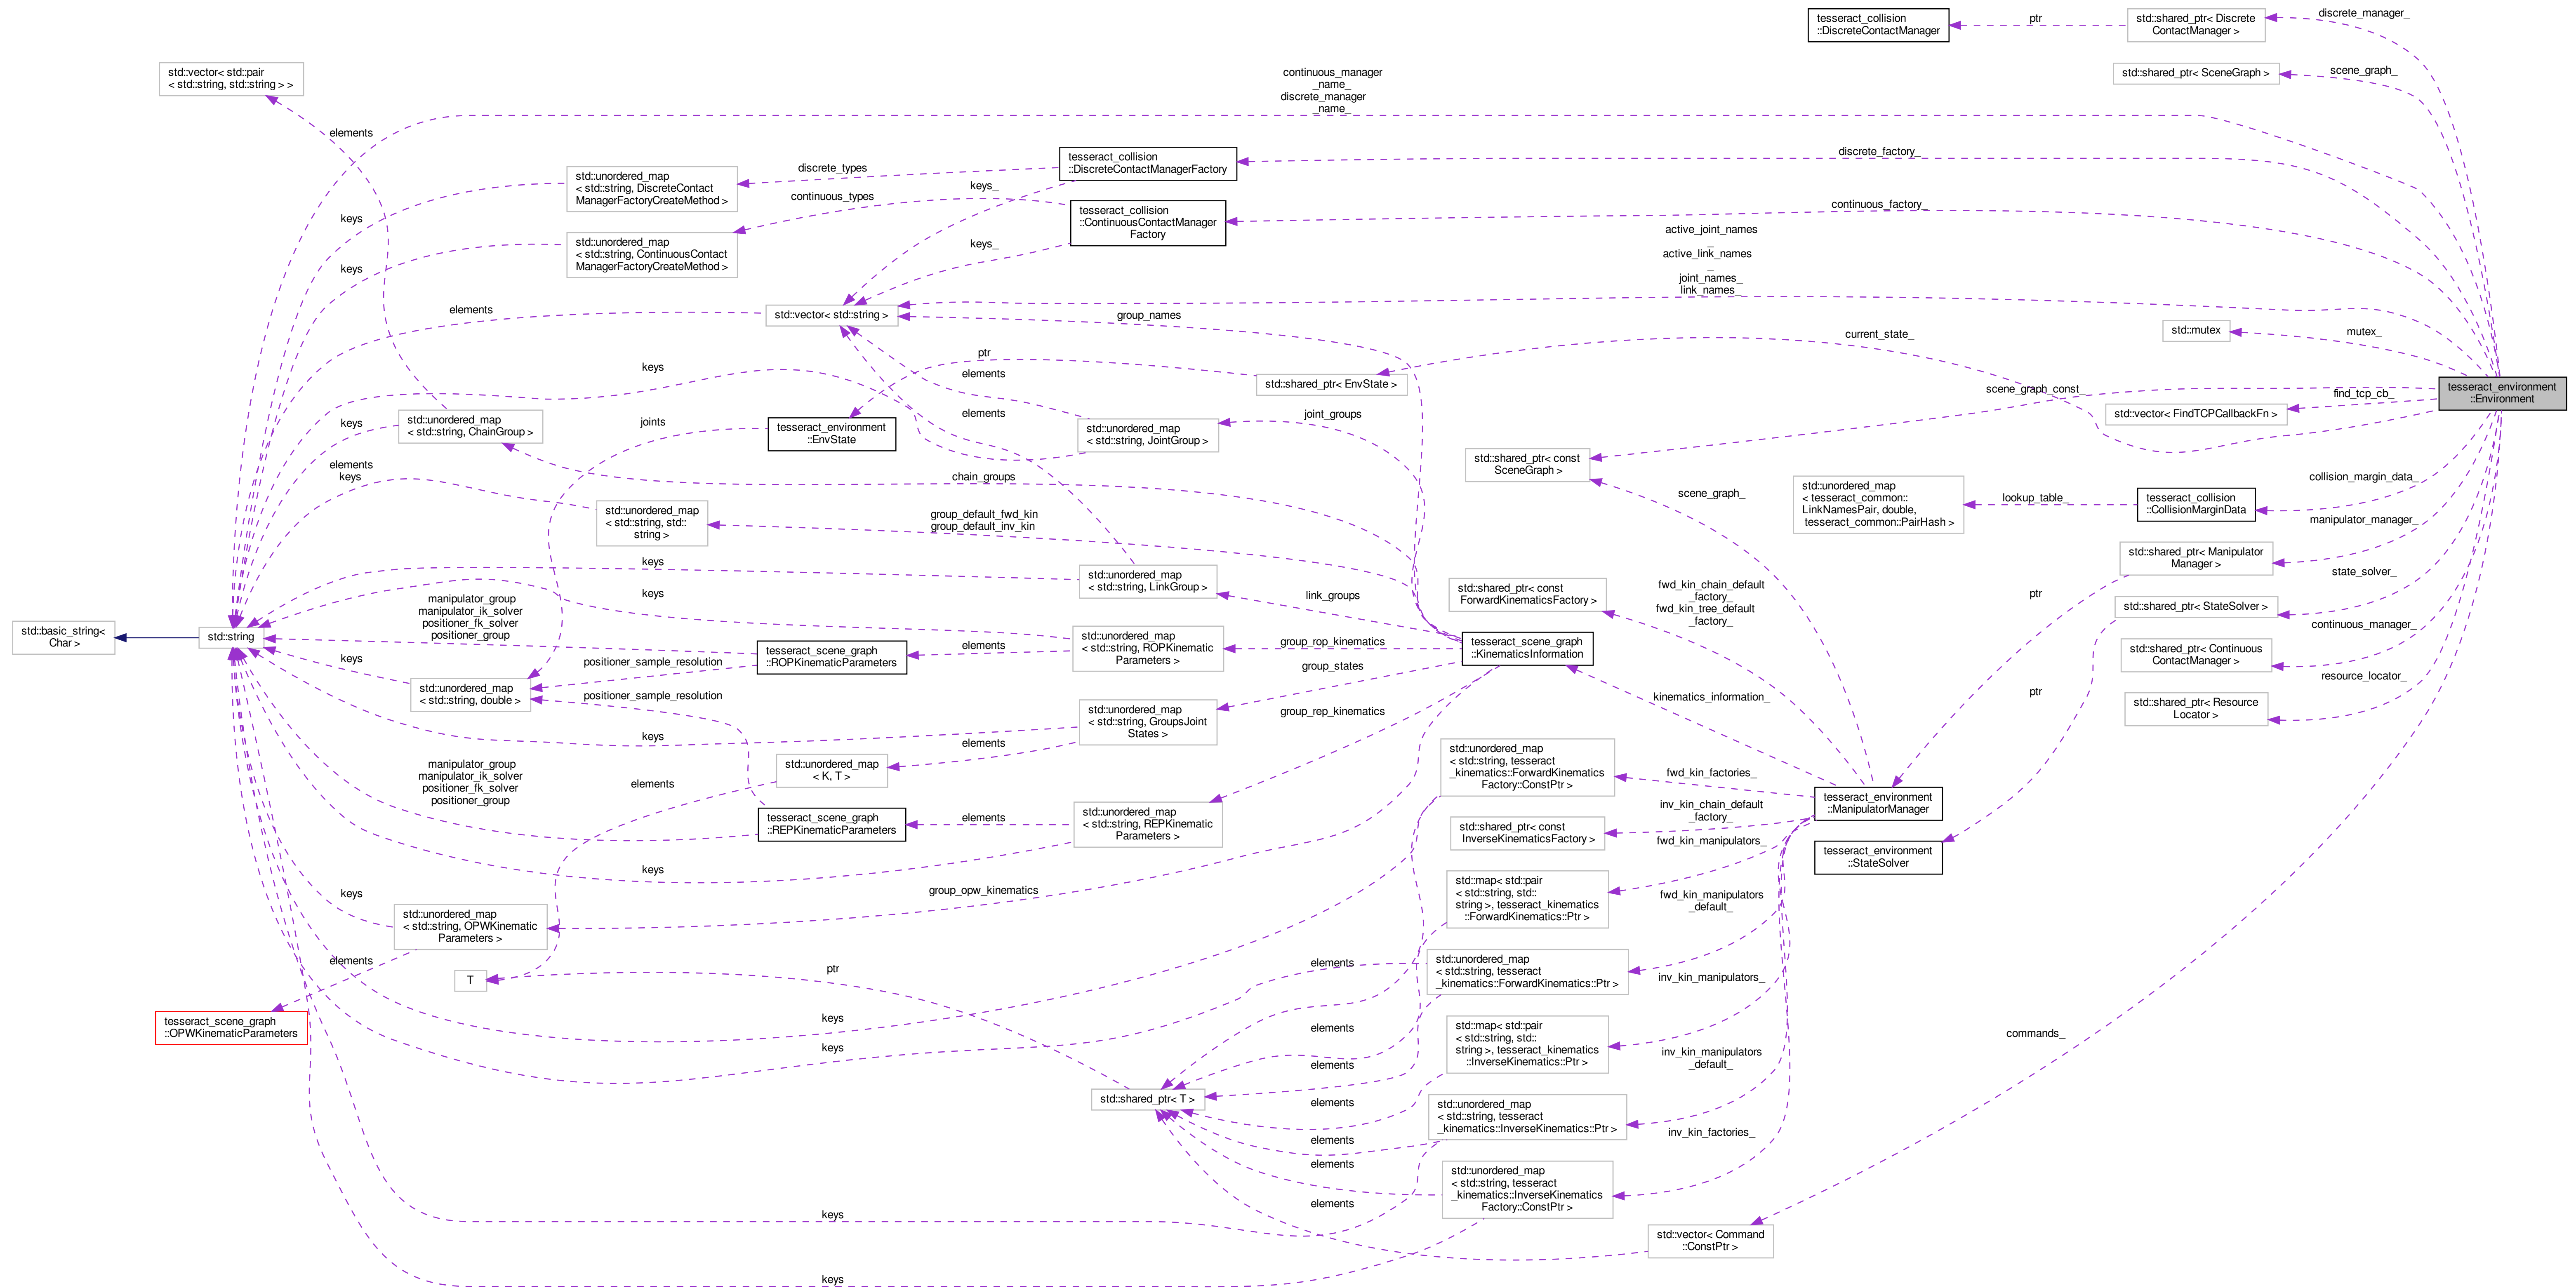 tesseract_collision
::DiscreteContactManager
ptr
std::shared_ptr< Discrete
ContactManager >
discrete_manager_
std::vector< std::pair
< std::string, std::string > >
continuous_manager
_name_
discrete_manager
_name_
std::shared_ptr< SceneGraph >
scene_graph_
elements
tesseract_collision
::DiscreteContactManagerFactory
discrete_factory_
std::unordered_map
< std::string, DiscreteContact
ManagerFactoryCreateMethod >
discrete_types
keys_
continuous_types
tesseract_collision
::ContinuousContactManager
Factory
continuous_factory_
keys
std::unordered_map
< std::string, ContinuousContact
ManagerFactoryCreateMethod >
keys
keys_
active_joint_names
_
active_link_names
_
joint_names_
link_names_
elements
std::vector< std::string >
group_names
std::mutex
mutex_
current_state_
keys
ptr
elements
std::shared_ptr< EnvState >
scene_graph_const_
find_tcp_cb_
tesseract_environment
::Environment
std::vector< FindTCPCallbackFn >
std::unordered_map
< std::string, ChainGroup >
keys
joints
tesseract_environment
::EnvState
elements
std::unordered_map
< std::string, JointGroup >
joint_groups
std::shared_ptr< const
SceneGraph >
elements
keys
chain_groups
scene_graph_
std::unordered_map
< tesseract_common::
LinkNamesPair, double,
tesseract_common::PairHash >
lookup_table_
tesseract_collision
::CollisionMarginData
collision_margin_data_
std::unordered_map
< std::string, std::
string >
group_default_fwd_kin
group_default_inv_kin
manipulator_manager_
std::shared_ptr< Manipulator
Manager >
keys
std::unordered_map
< std::string, LinkGroup >
link_groups
std::shared_ptr< const
ForwardKinematicsFactory >
fwd_kin_chain_default
_factory_
fwd_kin_tree_default
_factory_
ptr
state_solver_
std::shared_ptr< StateSolver >
keys
std::basic_string<
Char >
std::string
manipulator_group
manipulator_ik_solver
positioner_fk_solver
positioner_group
tesseract_scene_graph
::ROPKinematicParameters
elements
std::unordered_map
< std::string, ROPKinematic
Parameters >
group_rop_kinematics
tesseract_scene_graph
::KinematicsInformation
continuous_manager_
std::shared_ptr< Continuous
ContactManager >
keys
positioner_sample_resolution
group_states
resource_locator_
std::unordered_map
< std::string, double >
positioner_sample_resolution
std::unordered_map
< std::string, GroupsJoint
States >
group_rep_kinematics
kinematics_information_
ptr
std::shared_ptr< Resource
Locator >
keys
elements
std::unordered_map
< K, T >
std::unordered_map
< std::string, tesseract
_kinematics::ForwardKinematics
Factory::ConstPtr >
fwd_kin_factories_
manipulator_group
manipulator_ik_solver
positioner_fk_solver
positioner_group
elements
tesseract_scene_graph
::REPKinematicParameters
elements
std::unordered_map
< std::string, REPKinematic
Parameters >
std::shared_ptr< const
InverseKinematicsFactory >
inv_kin_chain_default
_factory_
tesseract_environment
::ManipulatorManager
fwd_kin_manipulators_
tesseract_environment
::StateSolver
keys
keys
group_opw_kinematics
std::map< std::pair
< std::string, std::
string >, tesseract_kinematics
::ForwardKinematics::Ptr >
fwd_kin_manipulators
_default_
std::unordered_map
< std::string, OPWKinematic
Parameters >
elements
T
ptr
elements
std::unordered_map
< std::string, tesseract
_kinematics::ForwardKinematics::Ptr >
inv_kin_manipulators_
tesseract_scene_graph
::OPWKinematicParameters
keys
keys
elements
std::map< std::pair
< std::string, std::
string >, tesseract_kinematics
::InverseKinematics::Ptr >
inv_kin_manipulators
_default_
commands_
elements
std::shared_ptr< T >
elements
std::unordered_map
< std::string, tesseract
_kinematics::InverseKinematics::Ptr >
inv_kin_factories_
elements
elements
std::unordered_map
< std::string, tesseract
_kinematics::InverseKinematics
Factory::ConstPtr >
keys
elements
std::vector< Command
::ConstPtr >
keys